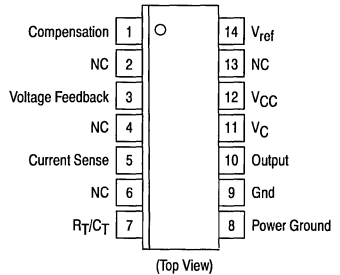 Compensation 1 14 Vref
NC 2 13 NC
Voltage Feedback 3 12 VCC
NC 4 11 VC
Current Sense 5 10 Output
NC 6 9 Gnd
RT/CT 7 8 Power Ground
(Top View)